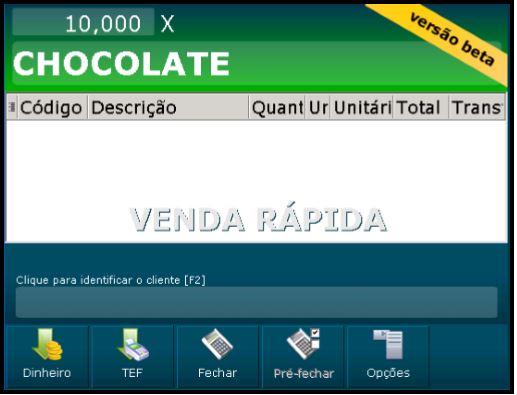 10,000 X
versão beta
CHOCOLATE
Código Descrição Quant Ur Unitári Total Trans
VENDA RÁPIDA
Clique para identificar o cliente [F2]
Dinheiro TEF Fechar Pré-fechar Opções